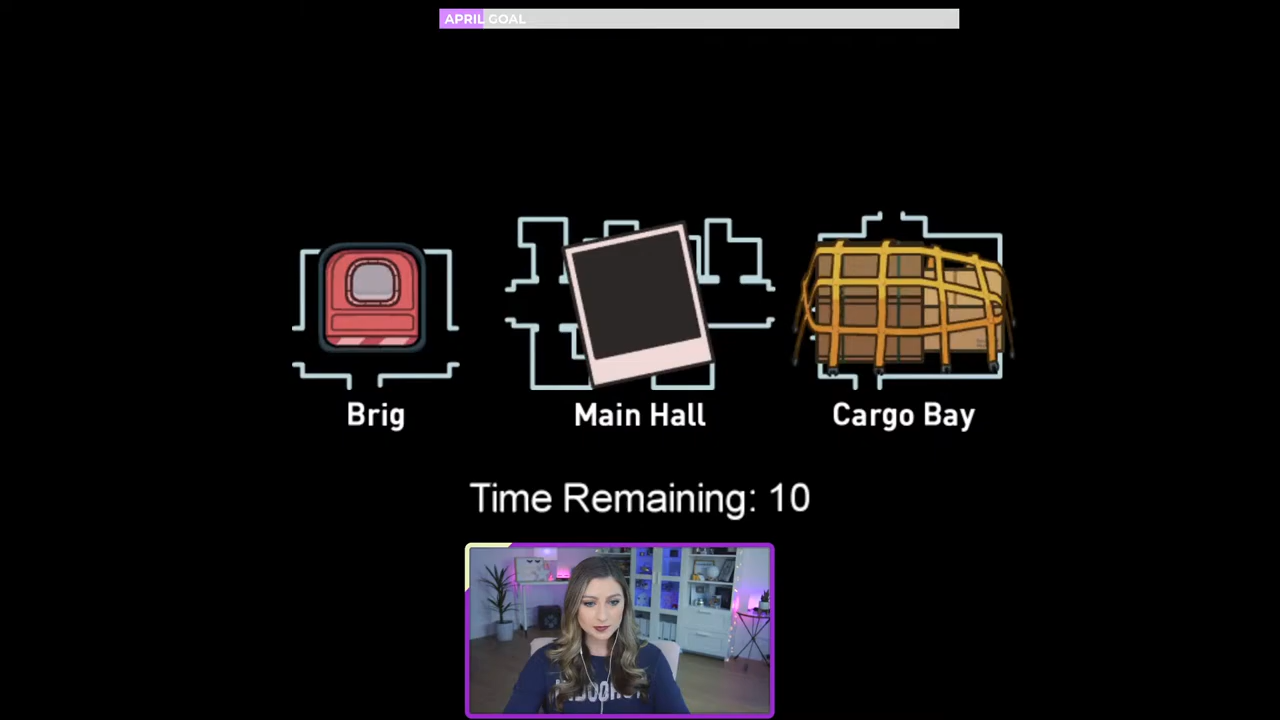 APRIL GOAL
Brig
Main Hall
Cargo Bay
Time Remaining: 10